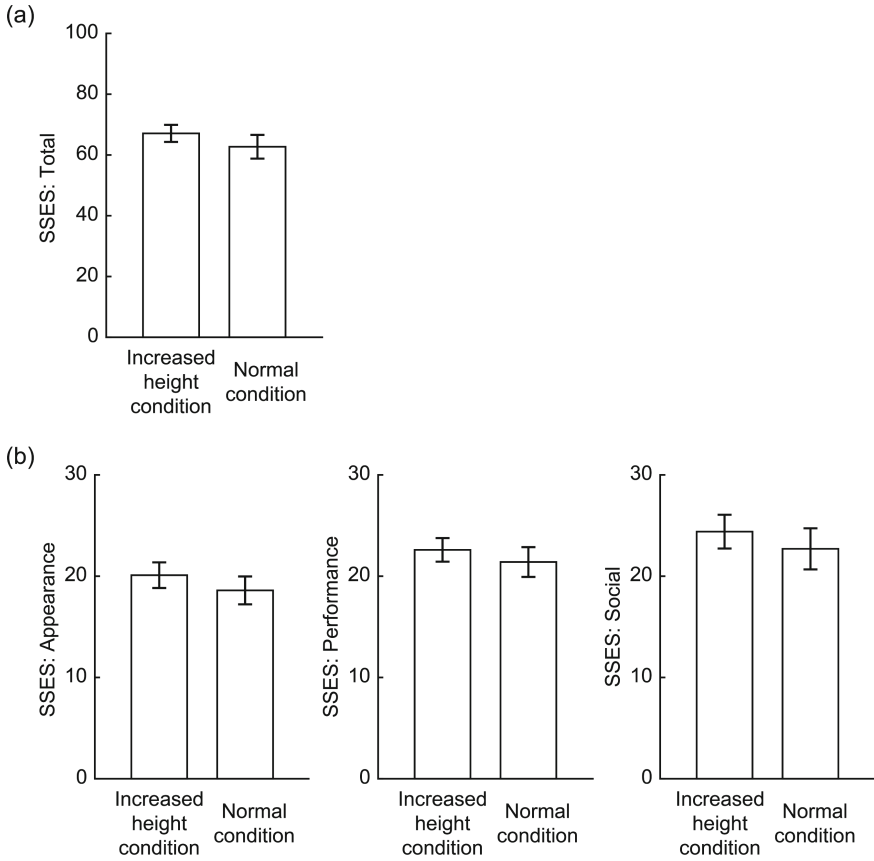 (a)
100
80
60
40
20
0
SSES: Total
Increased
height
condition
Normal
condition
(b)
30
20
10
0
SSES: Appearance
Increased
height
condition
Normal
condition
30
20
10
0
SSES: Performance
Increased
height
condition
Normal
condition
30
20
10
0
SSES: Social
Increased
height
condition
Normal
condition